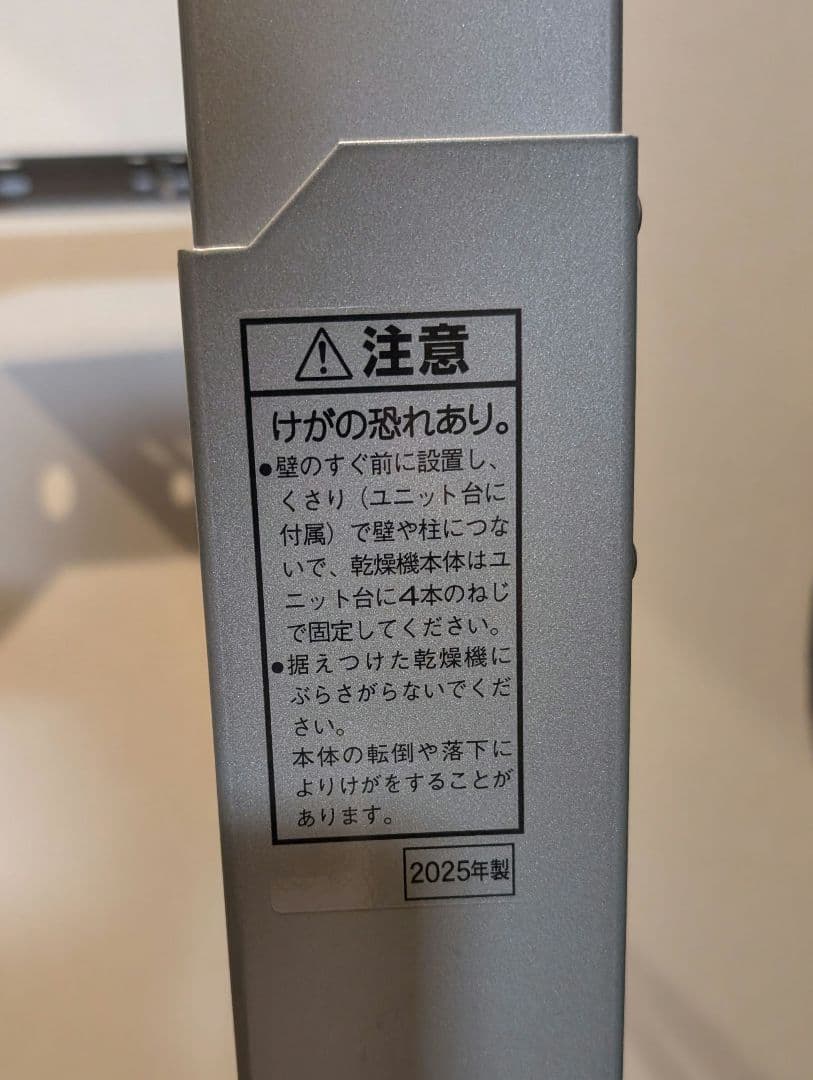 注意
けがの恐れあり。
●壁のすぐ前に設置し、
くさり（ユニット台に
付属）で壁や柱につな
いで、乾燥機本体はユ
ニット台に4本のねじ
で固定してください。
●据えつけた乾燥機に
ぶらさがらないでくだ
さい。
本体の転倒や落下に
よりけがをすることが
あります。
2025年製